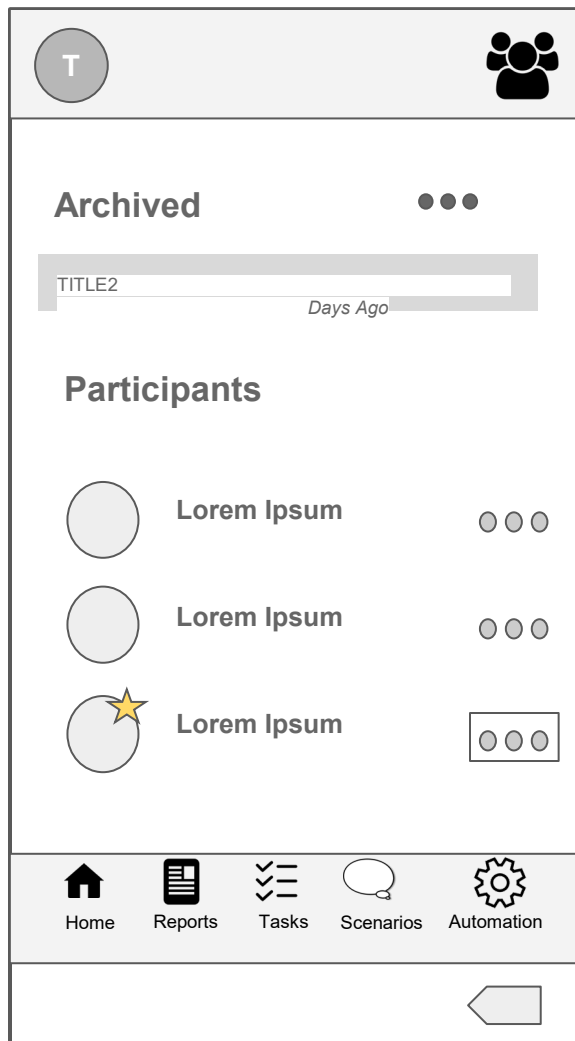 T
Archived
TITLE2
Days Ago
Participants
Lorem Ipsum
Lorem Ipsum
Lorem Ipsum
Home Reports Tasks Scenarios Automation